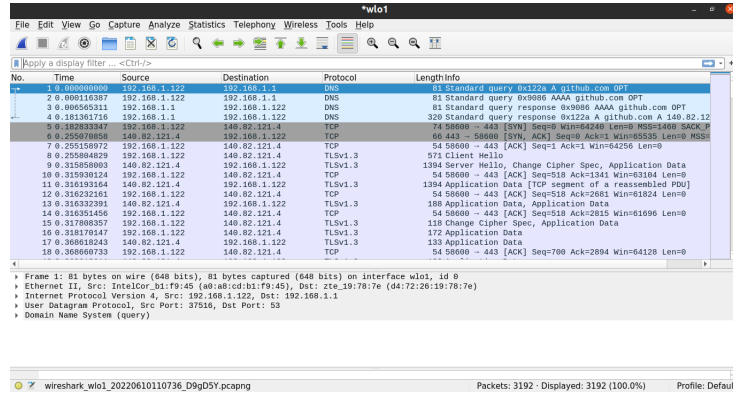 *wlo1
File Edit View Go Capture Analyze Statistics Telephony Wireless Tools Help
Apply a display filter ... <Ctrl-/>
No. Time Source Destination Protocol Length Info
1 0.000000000 192.168.1.122 192.168.1.1 DNS 81 Standard query 0x122a A github.com OPT
2 0.000116387 192.168.1.122 192.168.1.1 DNS 81 Standard query 0x9086 AAAA github.com OPT
3 0.006565311 192.168.1.1 192.168.1.122 DNS 81 Standard query response 0x9086 AAAA github.com OPT
4 0.181361716 192.168.1.1 192.168.1.122 DNS 320 Standard query response 0x122a A github.com A 140.82.12
5 0.182833347 192.168.1.122 140.82.121.4 TCP 74 58600 → 443 [SYN] Seq=0 Win=64240 Len=0 MSS=1460 SACK_P
6 0.255070858 140.82.121.4 192.168.1.122 TCP 66 443 → 58600 [SYN, ACK] Seq=0 Ack=1 Win=65535 Len=0 MSS=
7 0.255158972 192.168.1.122 140.82.121.4 TCP 54 58600 → 443 [ACK] Seq=1 Ack=1 Win=64256 Len=0
8 0.255804829 192.168.1.122 140.82.121.4 TLSv1.3 571 Client Hello
9 0.315858003 140.82.121.4 192.168.1.122 TLSv1.3 1394 Server Hello, Change Cipher Spec, Application Data
10 0.315930124 192.168.1.122 140.82.121.4 TCP 54 58600 → 443 [ACK] Seq=518 Ack=1341 Win=63104 Len=0
11 0.316193164 140.82.121.4 192.168.1.122 TLSv1.3 1394 Application Data [TCP segment of a reassembled PDU]
12 0.316232161 192.168.1.122 140.82.121.4 TCP 54 58600 → 443 [ACK] Seq=518 Ack=2681 Win=61824 Len=0
13 0.316332391 140.82.121.4 192.168.1.122 TLSv1.3 188 Application Data, Application Data
14 0.316351456 192.168.1.122 140.82.121.4 TCP 54 58600 → 443 [ACK] Seq=518 Ack=2815 Win=61696 Len=0
15 0.317808357 192.168.1.122 140.82.121.4 TLSv1.3 118 Change Cipher Spec, Application Data
16 0.318170147 192.168.1.122 140.82.121.4 TLSv1.3 172 Application Data
17 0.368618243 140.82.121.4 192.168.1.122 TLSv1.3 133 Application Data
18 0.368660733 192.168.1.122 140.82.121.4 TCP 54 58600 → 443 [ACK] Seq=700 Ack=2894 Win=64128 Len=0
Frame 1: 81 bytes on wire (648 bits), 81 bytes captured (648 bits) on interface wlo1, id 0
Ethernet II, Src: IntelCor_b1:f9:45 (a0:a8:cd:b1:f9:45), Dst: zte_19:78:7e (d4:72:26:19:78:7e)
Internet Protocol Version 4, Src: 192.168.1.122, Dst: 192.168.1.1
User Datagram Protocol, Src Port: 37516, Dst Port: 53
Domain Name System (query)
wireshark_wlo1_20220610110736_D9gD5Y.pcapng Packets: 3192 · Displayed: 3192 (100.0%) Profile: Defaul